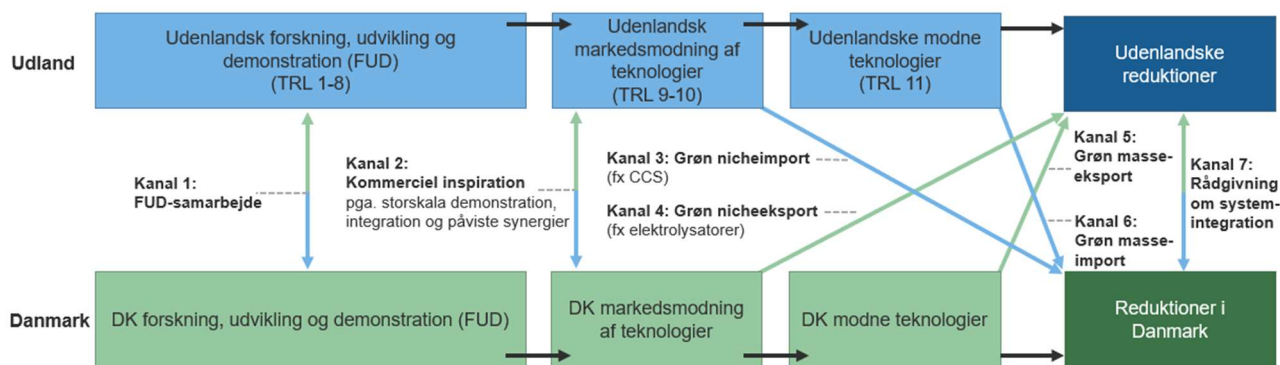 Udland
Udenlandsk forskning, udvikling og
demonstration (FUD)
(TRL 1-8)
Udenlandsk
markedsmodning af
teknologier
(TRL 9-10)
Udenlandske modne
teknologier
(TRL 11)
Udenlandske
reduktioner
Kanal 1:
FUD-samarbejde
Kanal 2:
Kommerciel inspiration
pga. storskala demonstration,
integration og påviste synergier
Kanal 3: Grøn nicheimport
(fx CCS)
Kanal 4: Grøn nicheeksport
(fx elektrolysatorer)
Kanal 5:
Grøn masse-
eksport
Kanal 6:
Grøn masse-
import
Kanal 7:
Rådgivning
om system-
integration
Danmark
DK forskning, udvikling og demonstration (FUD)
DK markedsmodning
af teknologier
DK modne teknologier
Reduktioner i
Danmark